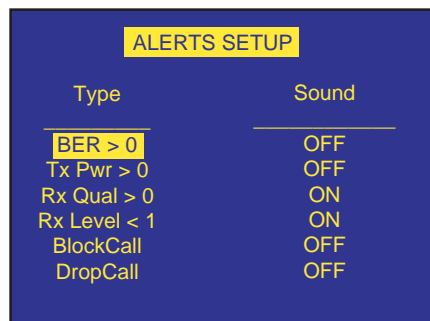 ALERTS SETUP
Type Sound
BER > 0 OFF
Tx Pwr > 0 OFF
Rx Qual > 0 ON
Rx Level < 1 ON
BlockCall OFF
DropCall OFF